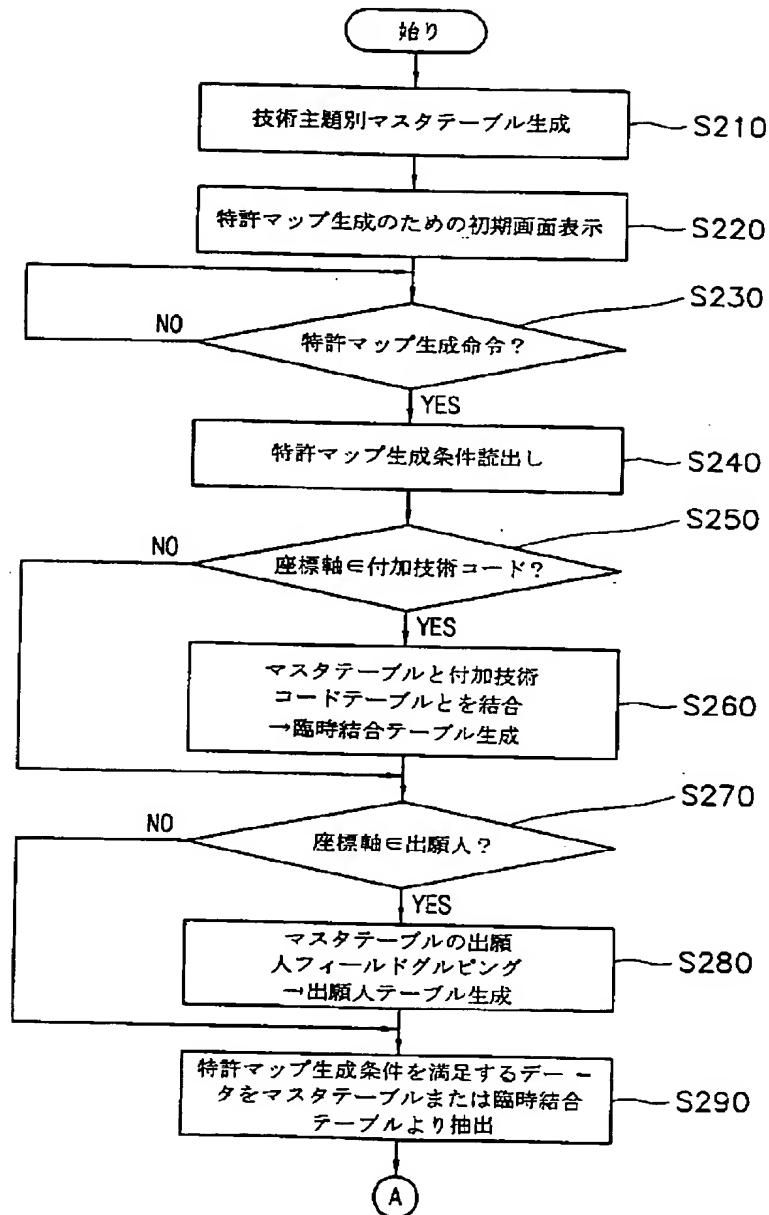 始り
技術主題別マスタテーブル生成
S210
特許マップ生成のための初期画面表示
S220
S230
NO
特許マップ生成命令?
YES
特許マップ生成条件読出し
S240
S250
NO
座標軸∈付加技術コード?
YES
マスタテーブルと付加技術
コードテーブルとを結合
→臨時結合テーブル生成
S260
S270
NO
座標軸∈出願人?
YES
マスタテーブルの出願
人フィールドグルピング
→出願人テーブル生成
S280
特許マップ生成条件を満足するデー -
タをマスタテーブルまたは臨時結合
テーブルより抽出
S290
A